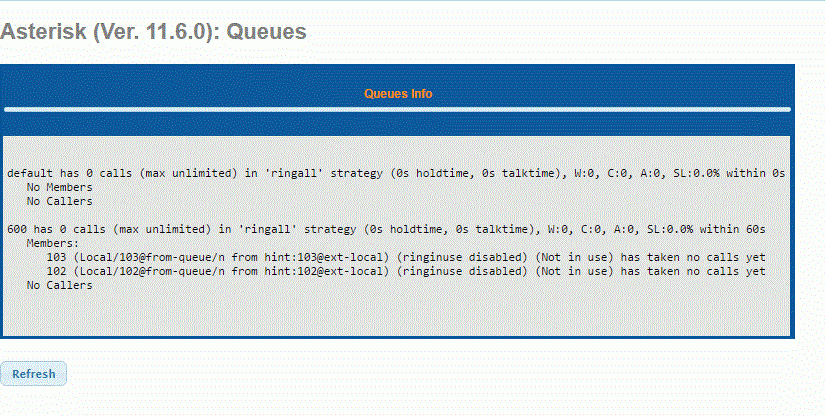 Asterisk (Ver. 11.6.0): Queues
Queues Info
default has 0 calls (max unlimited) in 'ringall' strategy (0s holdtime, 0s talktime), W:0, C:0, A:0, SL:0.0% within 0s
No Members
No Callers
600 has 0 calls (max unlimited) in 'ringall' strategy (0s holdtime, 0s talktime), W:0, C:0, A:0, SL:0.0% within 60s
Members:
103 (Local/103@from-queue/n from hint:103@ext-local) (ringinuse disabled) (Not in use) has taken no calls yet
102 (Local/102@from-queue/n from hint:102@ext-local) (ringinuse disabled) (Not in use) has taken no calls yet
No Callers
Refresh